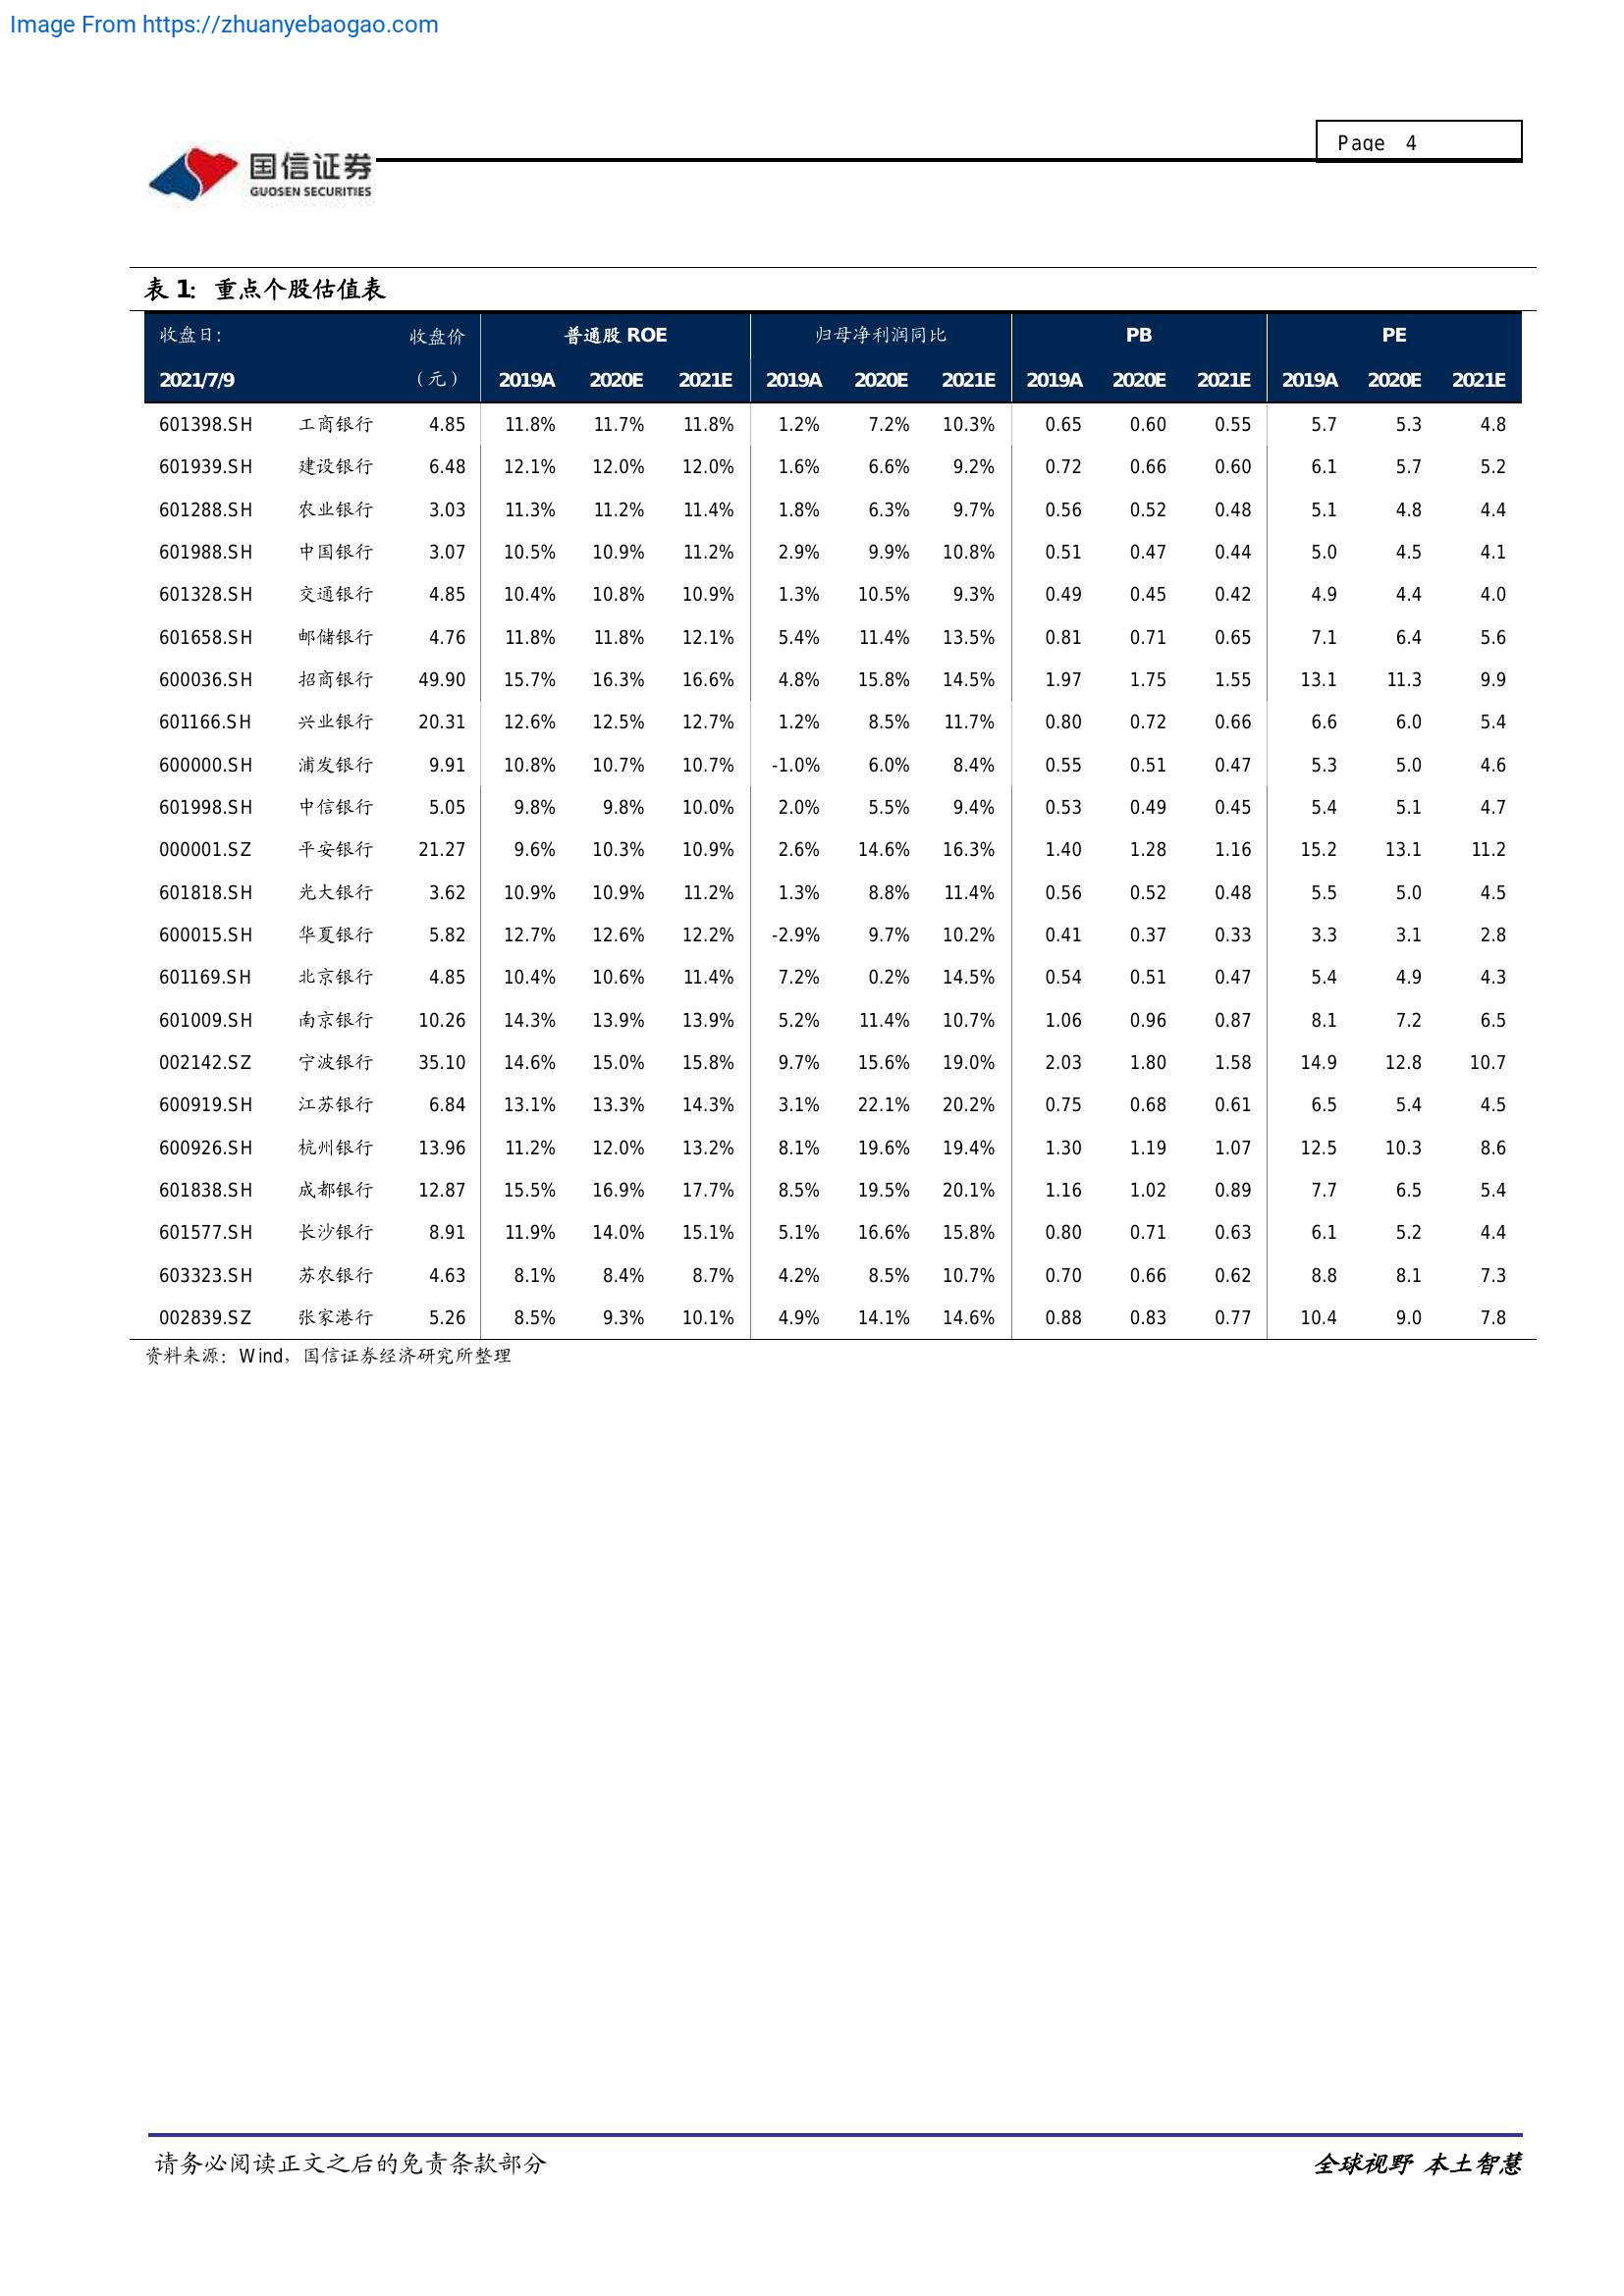 Image From https://zhuanyebaogao.com
Page 4
国信证券
GUOSEN SECURITIES
表 1: 重点个股估值表
收盘日: 收盘价 普通股 ROE 归母净利润同比 PB PE
2021/7/9 （元） 2019A 2020E 2021E 2019A 2020E 2021E 2019A 2020E 2021E 2019A 2020E 2021E
601398.SH 工商银行 4.85 11.8% 11.7% 11.8% 1.2% 7.2% 10.3% 0.65 0.60 0.55 5.7 5.3 4.8
601939.SH 建设银行 6.48 12.1% 12.0% 12.0% 1.6% 6.6% 9.2% 0.72 0.66 0.60 6.1 5.7 5.2
601288.SH 农业银行 3.03 11.3% 11.2% 11.4% 1.8% 6.3% 9.7% 0.56 0.52 0.48 5.1 4.8 4.4
601988.SH 中国银行 3.07 10.5% 10.9% 11.2% 2.9% 9.9% 10.8% 0.51 0.47 0.44 5.0 4.5 4.1
601328.SH 交通银行 4.85 10.4% 10.8% 10.9% 1.3% 10.5% 9.3% 0.49 0.45 0.42 4.9 4.4 4.0
601658.SH 邮储银行 4.76 11.8% 11.8% 12.1% 5.4% 11.4% 13.5% 0.81 0.71 0.65 7.1 6.4 5.6
600036.SH 招商银行 49.90 15.7% 16.3% 16.6% 4.8% 15.8% 14.5% 1.97 1.75 1.55 13.1 11.3 9.9
601166.SH 兴业银行 20.31 12.6% 12.5% 12.7% 1.2% 8.5% 11.7% 0.80 0.72 0.66 6.6 6.0 5.4
600000.SH 浦发银行 9.91 10.8% 10.7% 10.7% -1.0% 6.0% 8.4% 0.55 0.51 0.47 5.3 5.0 4.6
601998.SH 中信银行 5.05 9.8% 9.8% 10.0% 2.0% 5.5% 9.4% 0.53 0.49 0.45 5.4 5.1 4.7
000001.SZ 平安银行 21.27 9.6% 10.3% 10.9% 2.6% 14.6% 16.3% 1.40 1.28 1.16 15.2 13.1 11.2
601818.SH 光大银行 3.62 10.9% 10.9% 11.2% 1.3% 8.8% 11.4% 0.56 0.52 0.48 5.5 5.0 4.5
600015.SH 华夏银行 5.82 12.7% 12.6% 12.2% -2.9% 9.7% 10.2% 0.41 0.37 0.33 3.3 3.1 2.8
601169.SH 北京银行 4.85 10.4% 10.6% 11.4% 7.2% 0.2% 14.5% 0.54 0.51 0.47 5.4 4.9 4.3
601009.SH 南京银行 10.26 14.3% 13.9% 13.9% 5.2% 11.4% 10.7% 1.06 0.96 0.87 8.1 7.2 6.5
002142.SZ 宁波银行 35.10 14.6% 15.0% 15.8% 9.7% 15.6% 19.0% 2.03 1.80 1.58 14.9 12.8 10.7
600919.SH 江苏银行 6.84 13.1% 13.3% 14.3% 3.1% 22.1% 20.2% 0.75 0.68 0.61 6.5 5.4 4.5
600926.SH 杭州银行 13.96 11.2% 12.0% 13.2% 8.1% 19.6% 19.4% 1.30 1.19 1.07 12.5 10.3 8.6
601838.SH 成都银行 12.87 15.5% 16.9% 17.7% 8.5% 19.5% 20.1% 1.16 1.02 0.89 7.7 6.5 5.4
601577.SH 长沙银行 8.91 11.9% 14.0% 15.1% 5.1% 16.6% 15.8% 0.80 0.71 0.63 6.1 5.2 4.4
603323.SH 苏农银行 4.63 8.1% 8.4% 8.7% 4.2% 8.5% 10.7% 0.70 0.66 0.62 8.8 8.1 7.3
002839.SZ 张家港行 5.26 8.5% 9.3% 10.1% 4.9% 14.1% 14.6% 0.88 0.83 0.77 10.4 9.0 7.8
资料来源: Wind, 国信证券经济研究所整理
请务必阅读正文之后的免责条款部分 全球视野 本土智慧